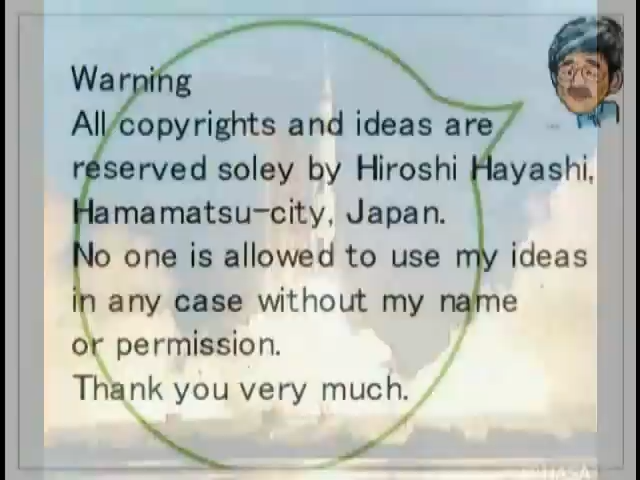 Warning
All copyrights and ideas are
reserved soley by Hiroshi Hayashi,
Hamamatsu-city, Japan.
No one is allowed to use my ideas
in any case without my name
or permission.
Thank you very much.
NASA